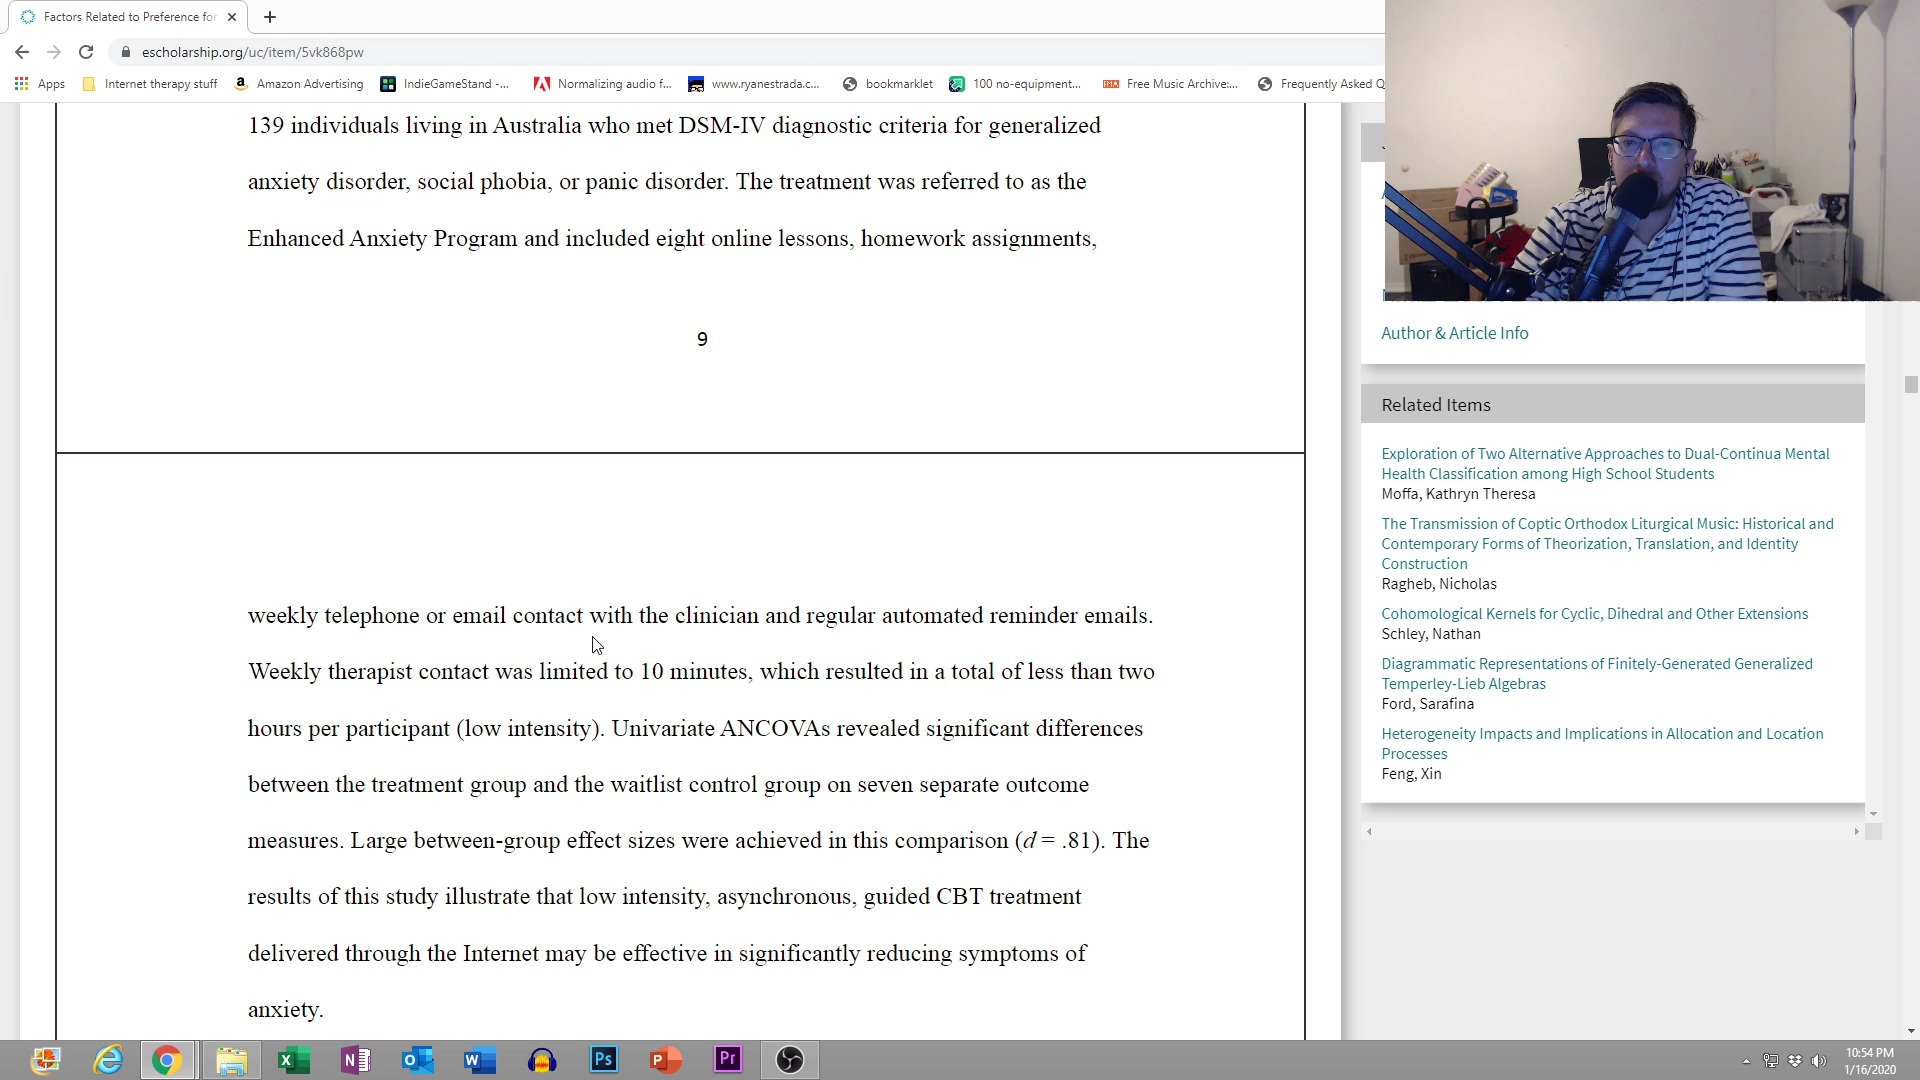 Factors Related to Preference for
escholarship.org/uc/item/5vk868pw
Apps
Internet therapy stuff
Amazon Advertising
IndieGameStand -...
Normalizing audio f...
www.ryanestrada.c...
bookmarklet
100 no-equipment...
Free Music Archive:...
Frequently Asked Q
139 individuals living in Australia who met DSM-IV diagnostic criteria for generalized
anxiety disorder, social phobia, or panic disorder. The treatment was referred to as the
Enhanced Anxiety Program and included eight online lessons, homework assignments,
9
weekly telephone or email contact with the clinician and regular automated reminder emails.
Weekly therapist contact was limited to 10 minutes, which resulted in a total of less than two
hours per participant (low intensity). Univariate ANCOVAs revealed significant differences
between the treatment group and the waitlist control group on seven separate outcome
measures. Large between-group effect sizes were achieved in this comparison (d = .81). The
results of this study illustrate that low intensity, asynchronous, guided CBT treatment
delivered through the Internet may be effective in significantly reducing symptoms of
anxiety.
Author & Article Info
Related Items
Exploration of Two Alternative Approaches to Dual-Continua Mental
Health Classification among High School Students
Moffa, Kathryn Theresa
The Transmission of Coptic Orthodox Liturgical Music: Historical and
Contemporary Forms of Theorization, Translation, and Identity
Construction
Ragheb, Nicholas
Cohomological Kernels for Cyclic, Dihedral and Other Extensions
Schley, Nathan
Diagrammatic Representations of Finitely-Generated Generalized
Temperley-Lieb Algebras
Ford, Sarafina
Heterogeneity Impacts and Implications in Allocation and Location
Processes
Feng, Xin
Ps
Pr
10:54 PM
1/16/2020